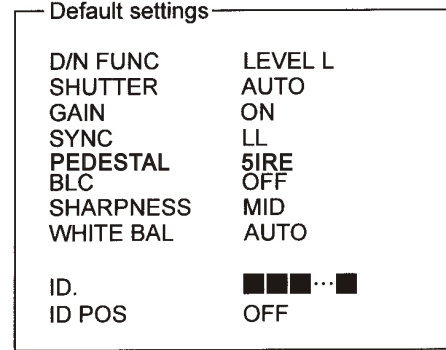 Default settings
D/N FUNC LEVEL L
SHUTTER AUTO
GAIN ON
SYNC LL
PEDESTAL 5IRE
BLC OFF
SHARPNESS MID
WHITE BAL AUTO
ID. ■■■···■
ID POS OFF